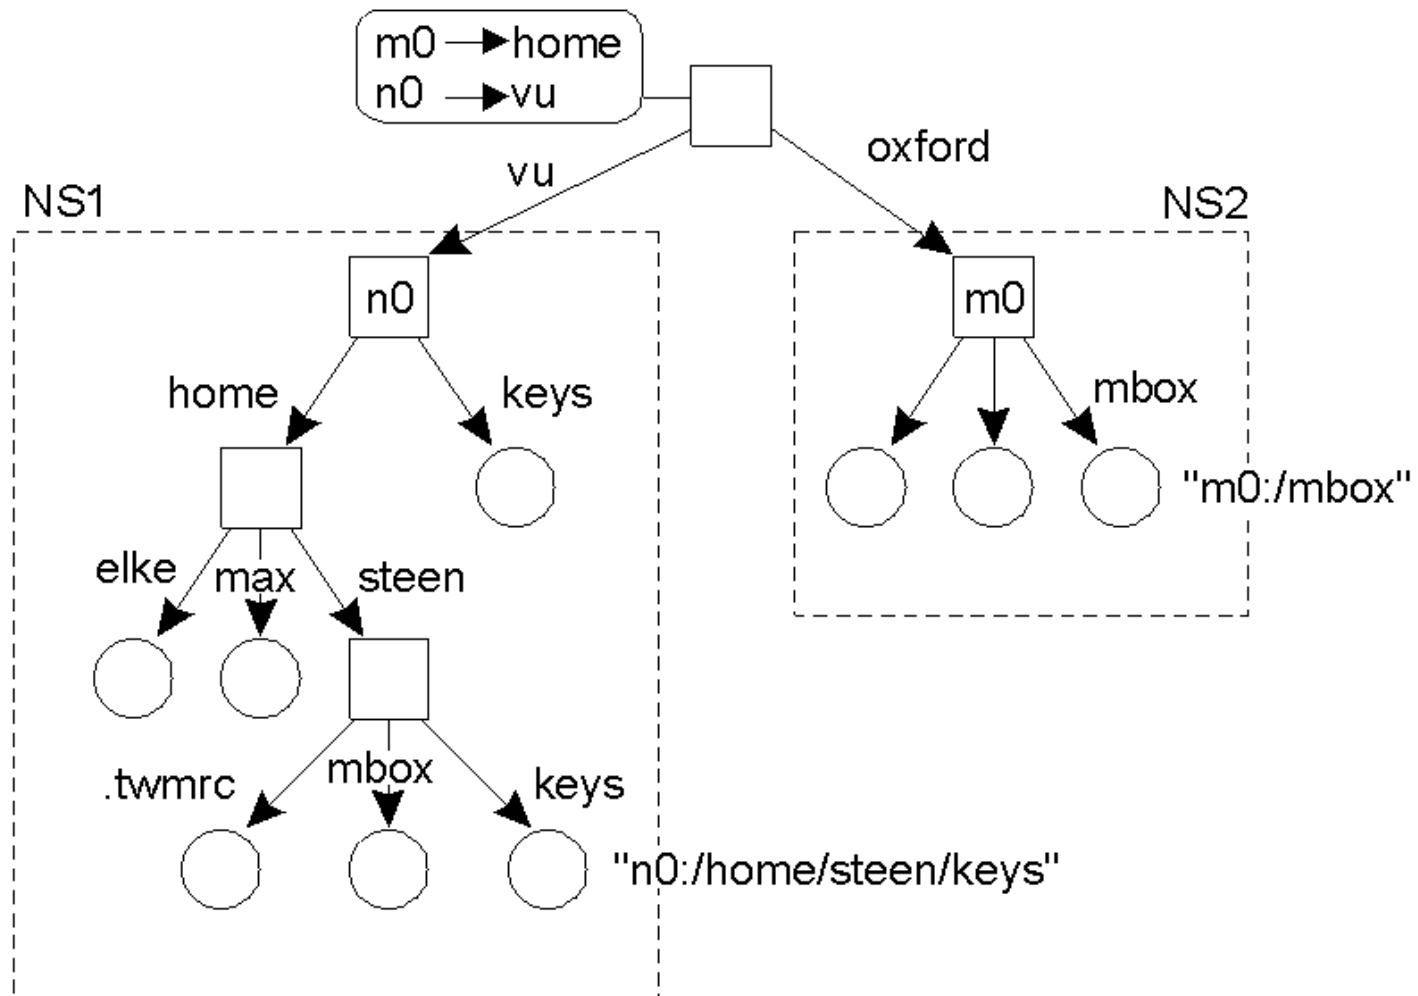 m0 home
n0 vu
vu
oxford
NS1
NS2
n0
m0
home
keys
mbox
"m0:/mbox"
elke
max
steen
.twmrc
mbox
keys
"n0:/home/steen/keys"